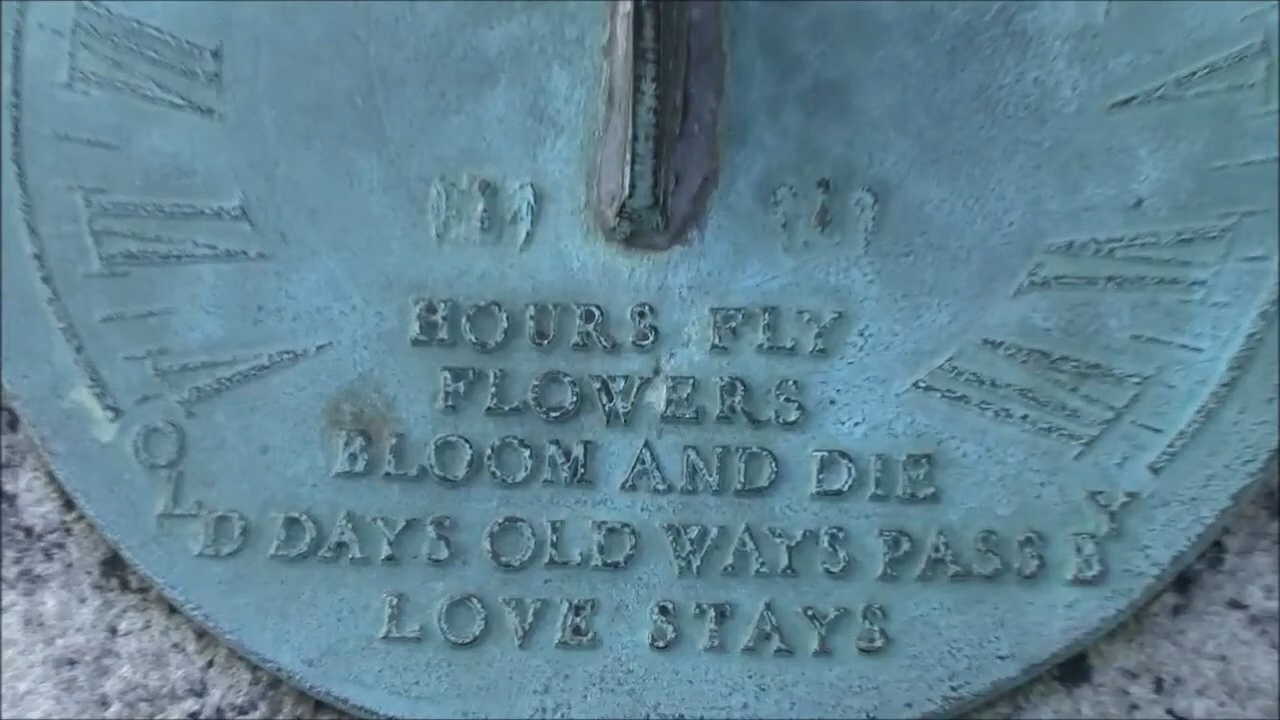 HOURS FLY
FLOWERS
BLOOM AND DIE
OLD DAYS OLD WAYS PASS BY
LOVE STAYS